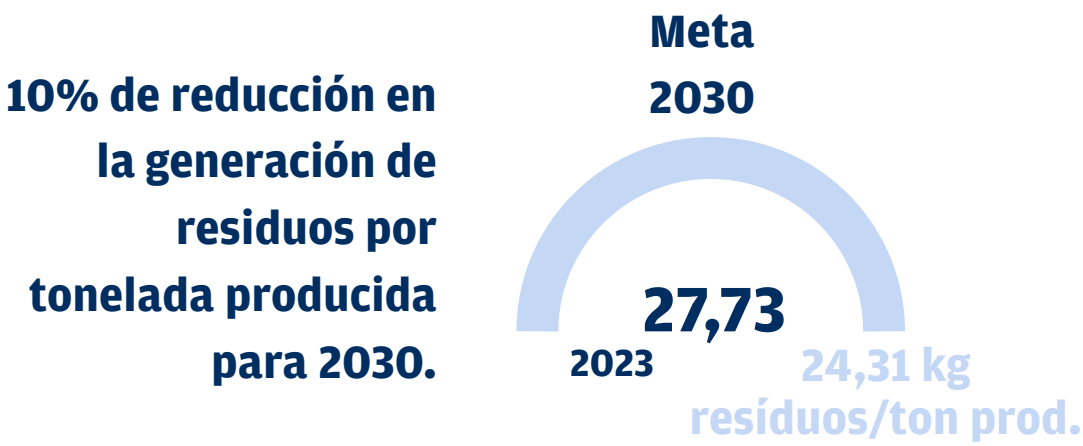 10% de reducción en
la generación de
residuos por
tonelada producida
para 2030.
Meta
2030
27,73
2023
24,31 kg
resíduos/ton prod.